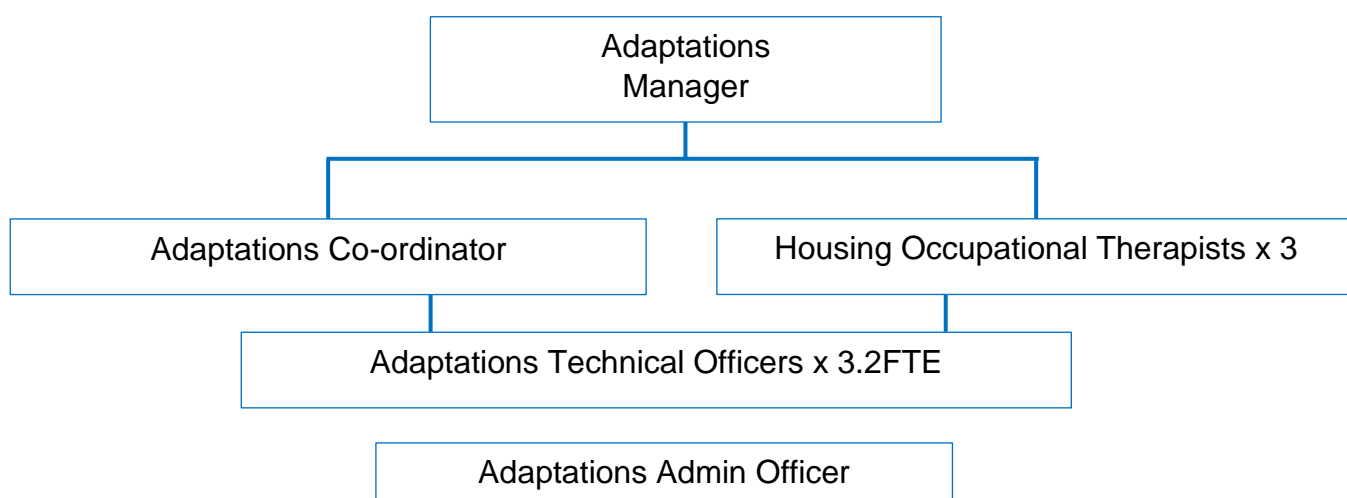 Adaptations
Manager
Adaptations Co-ordinator
Housing Occupational Therapists x 3
Adaptations Technical Officers x 3.2FTE
Adaptations Admin Officer